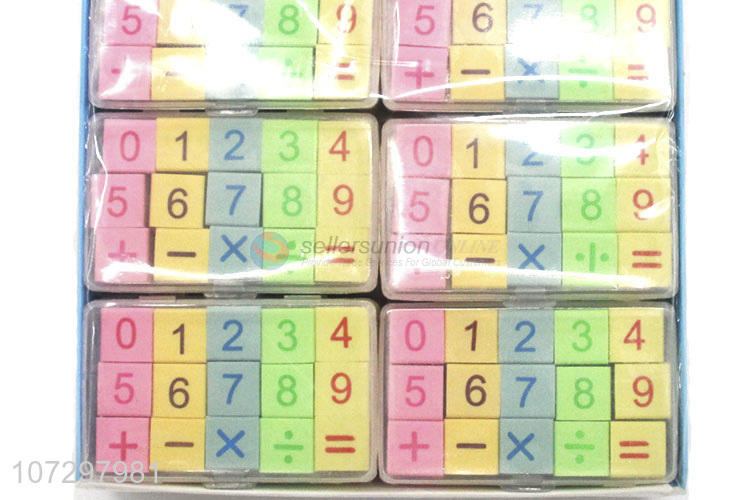 5 6 7 8 9 5 6 7 8 9
+ − × ÷ = + − × ÷ =
0 1 2 3 4 0 1 2 3 4
5 6 7 8 9 5 6 7 8 9
+ − × ÷ = + − × ÷ =
sellersunion ONLINE
0 1 2 3 4 0 1 2 3 4
5 6 7 8 9 5 6 7 8 9
+ − × ÷ = + − × ÷ =
107297981